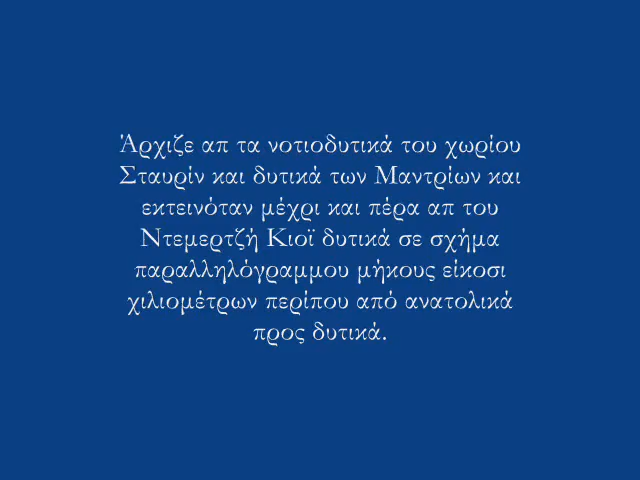 Άρχιζε απ τα νοτιοδυτικά του χωρίου
Σταυρίν και δυτικά των Μαντρίων και
εκτεινόταν μέχρι και πέρα απ του
Ντεμερτζή Κιοϊ δυτικά σε σχήμα
παραλληλόγραμμου μήκους είκοσι
χιλιομέτρων περίπου από ανατολικά
προς δυτικά.